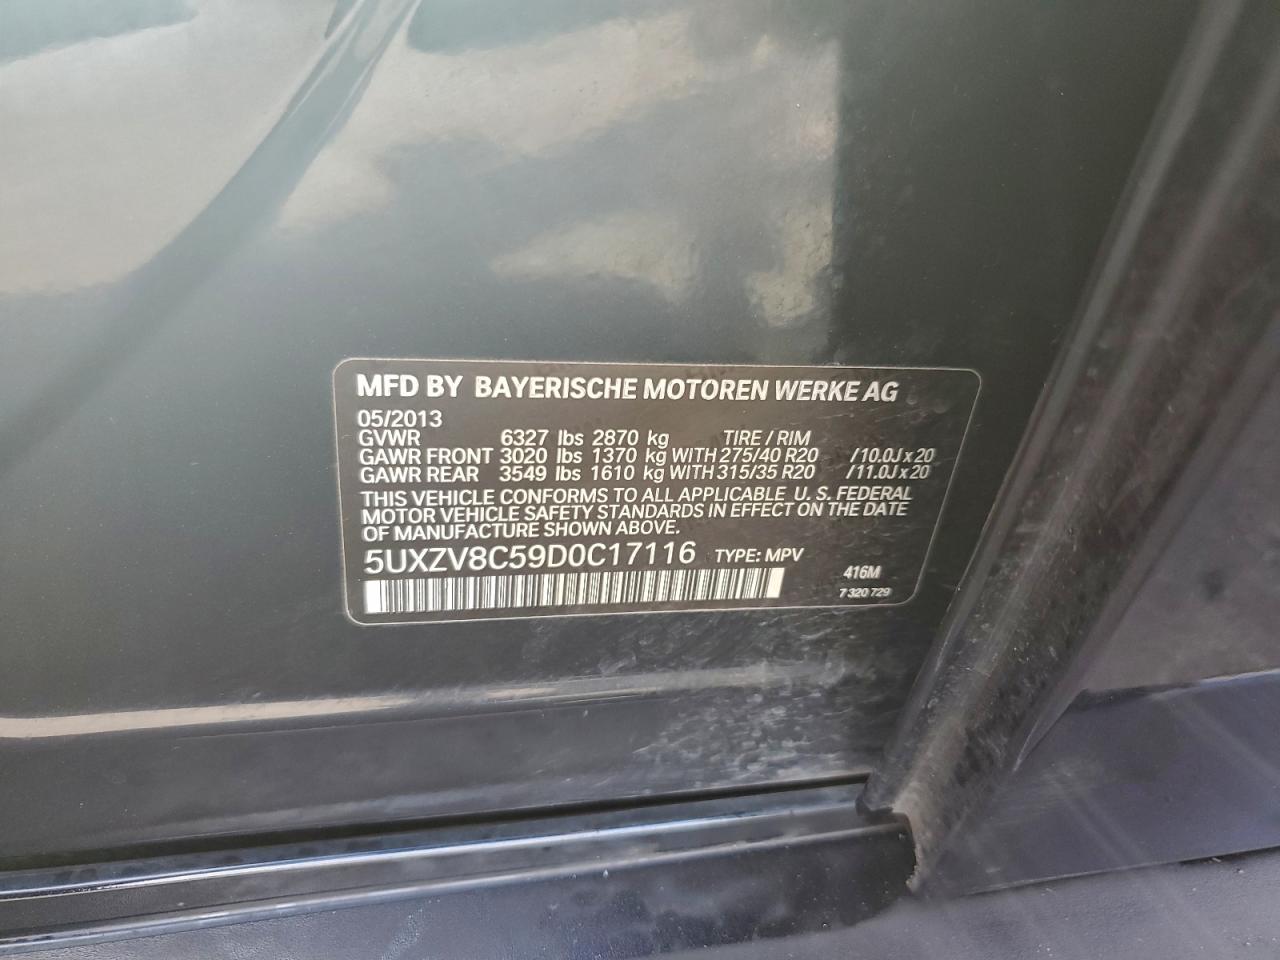 MFD BY BAYERISCHE MOTOREN WERKE AG
05/2013
GVWR 6327 lbs 2870 kg TIRE / RIM
GAWR FRONT 3020 lbs 1370 kg WITH 275/40 R20 /10.0J x 20
GAWR REAR 3549 lbs 1610 kg WITH 315/35 R20 /11.0J x 20
THIS VEHICLE CONFORMS TO ALL APPLICABLE U. S. FEDERAL
MOTOR VEHICLE SAFETY STANDARDS IN EFFECT ON THE DATE
OF MANUFACTURE SHOWN ABOVE.
5UXZV8C59D0C17116 TYPE: MPV
416M
7 320 729